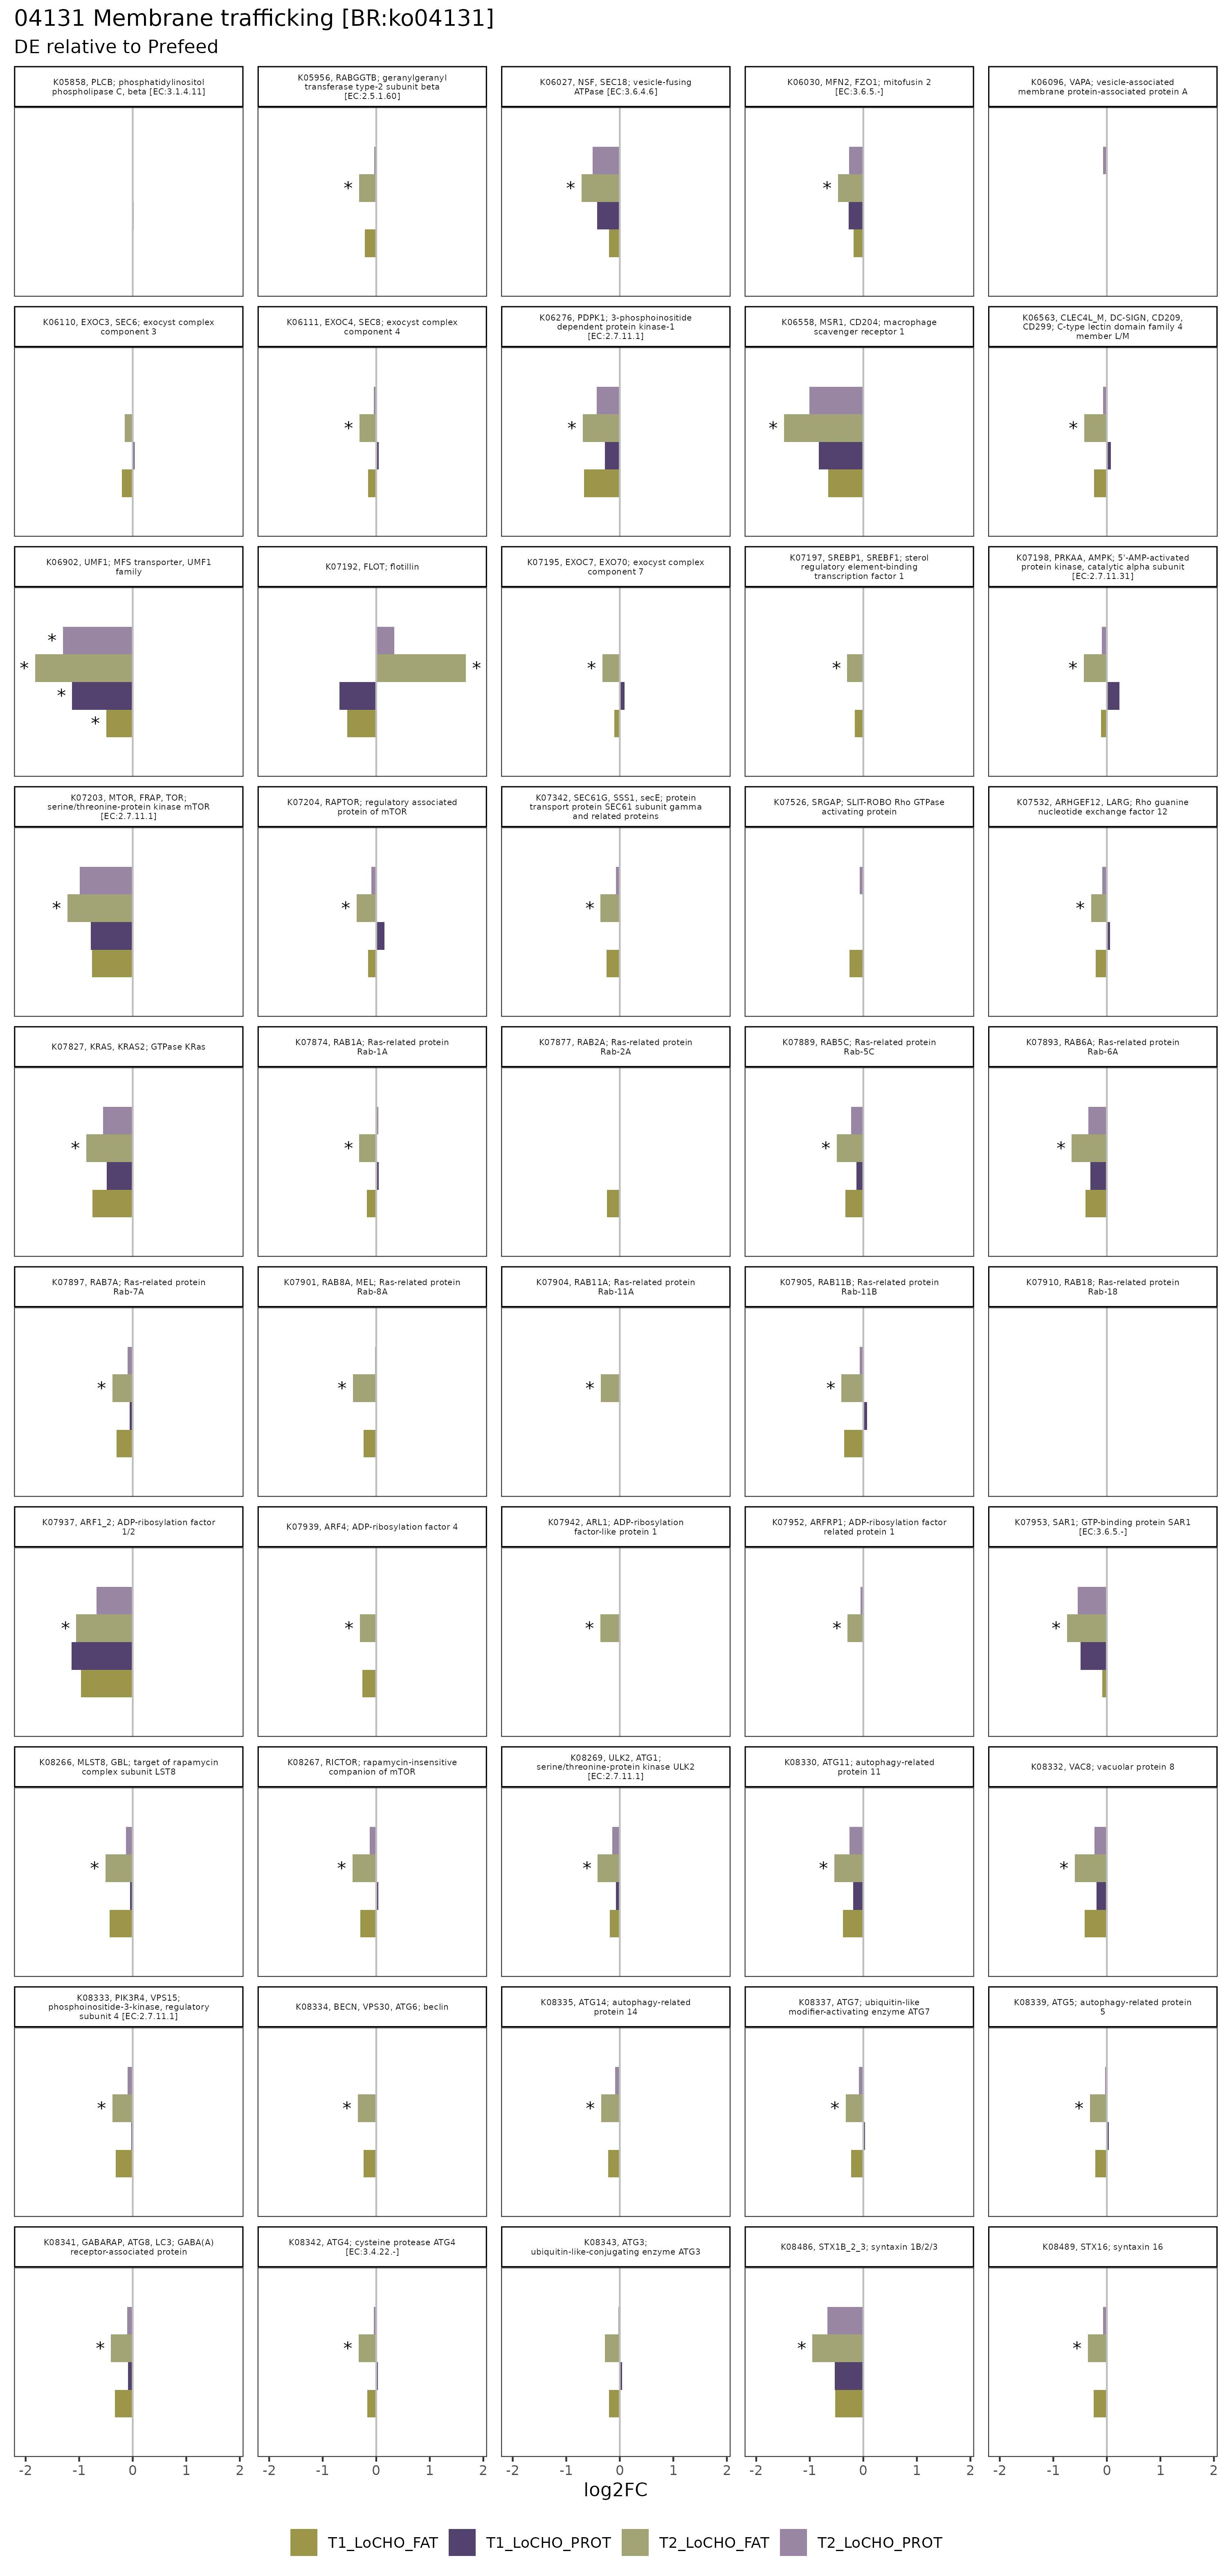 04131 Membrane trafficking [BR:ko04131]
DE relative to Prefeed
K05858, PLCB; phosphatidylinositol
phospholipase C, beta [EC:3.1.4.11]
K05956, RABGGTB; geranylgeranyl
transferase type-2 subunit beta
[EC:2.5.1.60]
K06027, NSF, SEC18; vesicle-fusing
ATPase [EC:3.6.4.6]
K06030, MFN2, FZO1; mitofusin 2
[EC:3.6.5.-]
K06096, VAPA; vesicle-associated
membrane protein-associated protein A
*
*
*
K06110, EXOC3, SEC6; exocyst complex
component 3
K06111, EXOC4, SEC8; exocyst complex
component 4
K06276, PDPK1; 3-phosphoinositide
dependent protein kinase-1
[EC:2.7.11.1]
K06558, MSR1, CD204; macrophage
scavenger receptor 1
K06563, CLEC4L_M, DC-SIGN, CD209,
CD299; C-type lectin domain family 4
member L/M
*
*
*
*
K06902, UMF1; MFS transporter, UMF1
family
K07192, FLOT; flotillin
K07195, EXOC7, EXO70; exocyst complex
component 7
K07197, SREBP1, SREBF1; sterol
regulatory element-binding
transcription factor 1
K07198, PRKAA, AMPK; 5'-AMP-activated
protein kinase, catalytic alpha subunit
[EC:2.7.11.31]
*
*
*
*
*
*
*
*
K07203, MTOR, FRAP, TOR;
serine/threonine-protein kinase mTOR
[EC:2.7.11.1]
K07204, RAPTOR; regulatory associated
protein of mTOR
K07342, SEC61G, SSS1, secE; protein
transport protein SEC61 subunit gamma
and related proteins
K07526, SRGAP; SLIT-ROBO Rho GTPase
activating protein
K07532, ARHGEF12, LARG; Rho guanine
nucleotide exchange factor 12
*
*
*
*
K07827, KRAS, KRAS2; GTPase KRas
K07874, RAB1A; Ras-related protein
Rab-1A
K07877, RAB2A; Ras-related protein
Rab-2A
K07889, RAB5C; Ras-related protein
Rab-5C
K07893, RAB6A; Ras-related protein
Rab-6A
*
*
*
*
K07897, RAB7A; Ras-related protein
Rab-7A
K07901, RAB8A, MEL; Ras-related protein
Rab-8A
K07904, RAB11A; Ras-related protein
Rab-11A
K07905, RAB11B; Ras-related protein
Rab-11B
K07910, RAB18; Ras-related protein
Rab-18
*
*
*
*
K07937, ARF1_2; ADP-ribosylation factor
1/2
K07939, ARF4; ADP-ribosylation factor 4
K07942, ARL1; ADP-ribosylation
factor-like protein 1
K07952, ARFRP1; ADP-ribosylation factor
related protein 1
K07953, SAR1; GTP-binding protein SAR1
[EC:3.6.5.-]
*
*
*
*
*
K08266, MLST8, GBL; target of rapamycin
complex subunit LST8
K08267, RICTOR; rapamycin-insensitive
companion of mTOR
K08269, ULK2, ATG1;
serine/threonine-protein kinase ULK2
[EC:2.7.11.1]
K08330, ATG11; autophagy-related
protein 11
K08332, VAC8; vacuolar protein 8
*
*
*
*
*
K08333, PIK3R4, VPS15;
phosphoinositide-3-kinase, regulatory
subunit 4 [EC:2.7.11.1]
K08334, BECN, VPS30, ATG6; beclin
K08335, ATG14; autophagy-related
protein 14
K08337, ATG7; ubiquitin-like
modifier-activating enzyme ATG7
K08339, ATG5; autophagy-related protein
5
*
*
*
*
*
K08341, GABARAP, ATG8, LC3; GABA(A)
receptor-associated protein
K08342, ATG4; cysteine protease ATG4
[EC:3.4.22.-]
K08343, ATG3;
ubiquitin-like-conjugating enzyme ATG3
K08486, STX1B_2_3; syntaxin 1B/2/3
K08489, STX16; syntaxin 16
*
*
*
*
-2 -1 0 1 2
-2 -1 0 1 2
-2 -1 0 1 2
-2 -1 0 1 2
-2 -1 0 1 2
log2FC
T1_LoCHO_FAT
T1_LoCHO_PROT
T2_LoCHO_FAT
T2_LoCHO_PROT